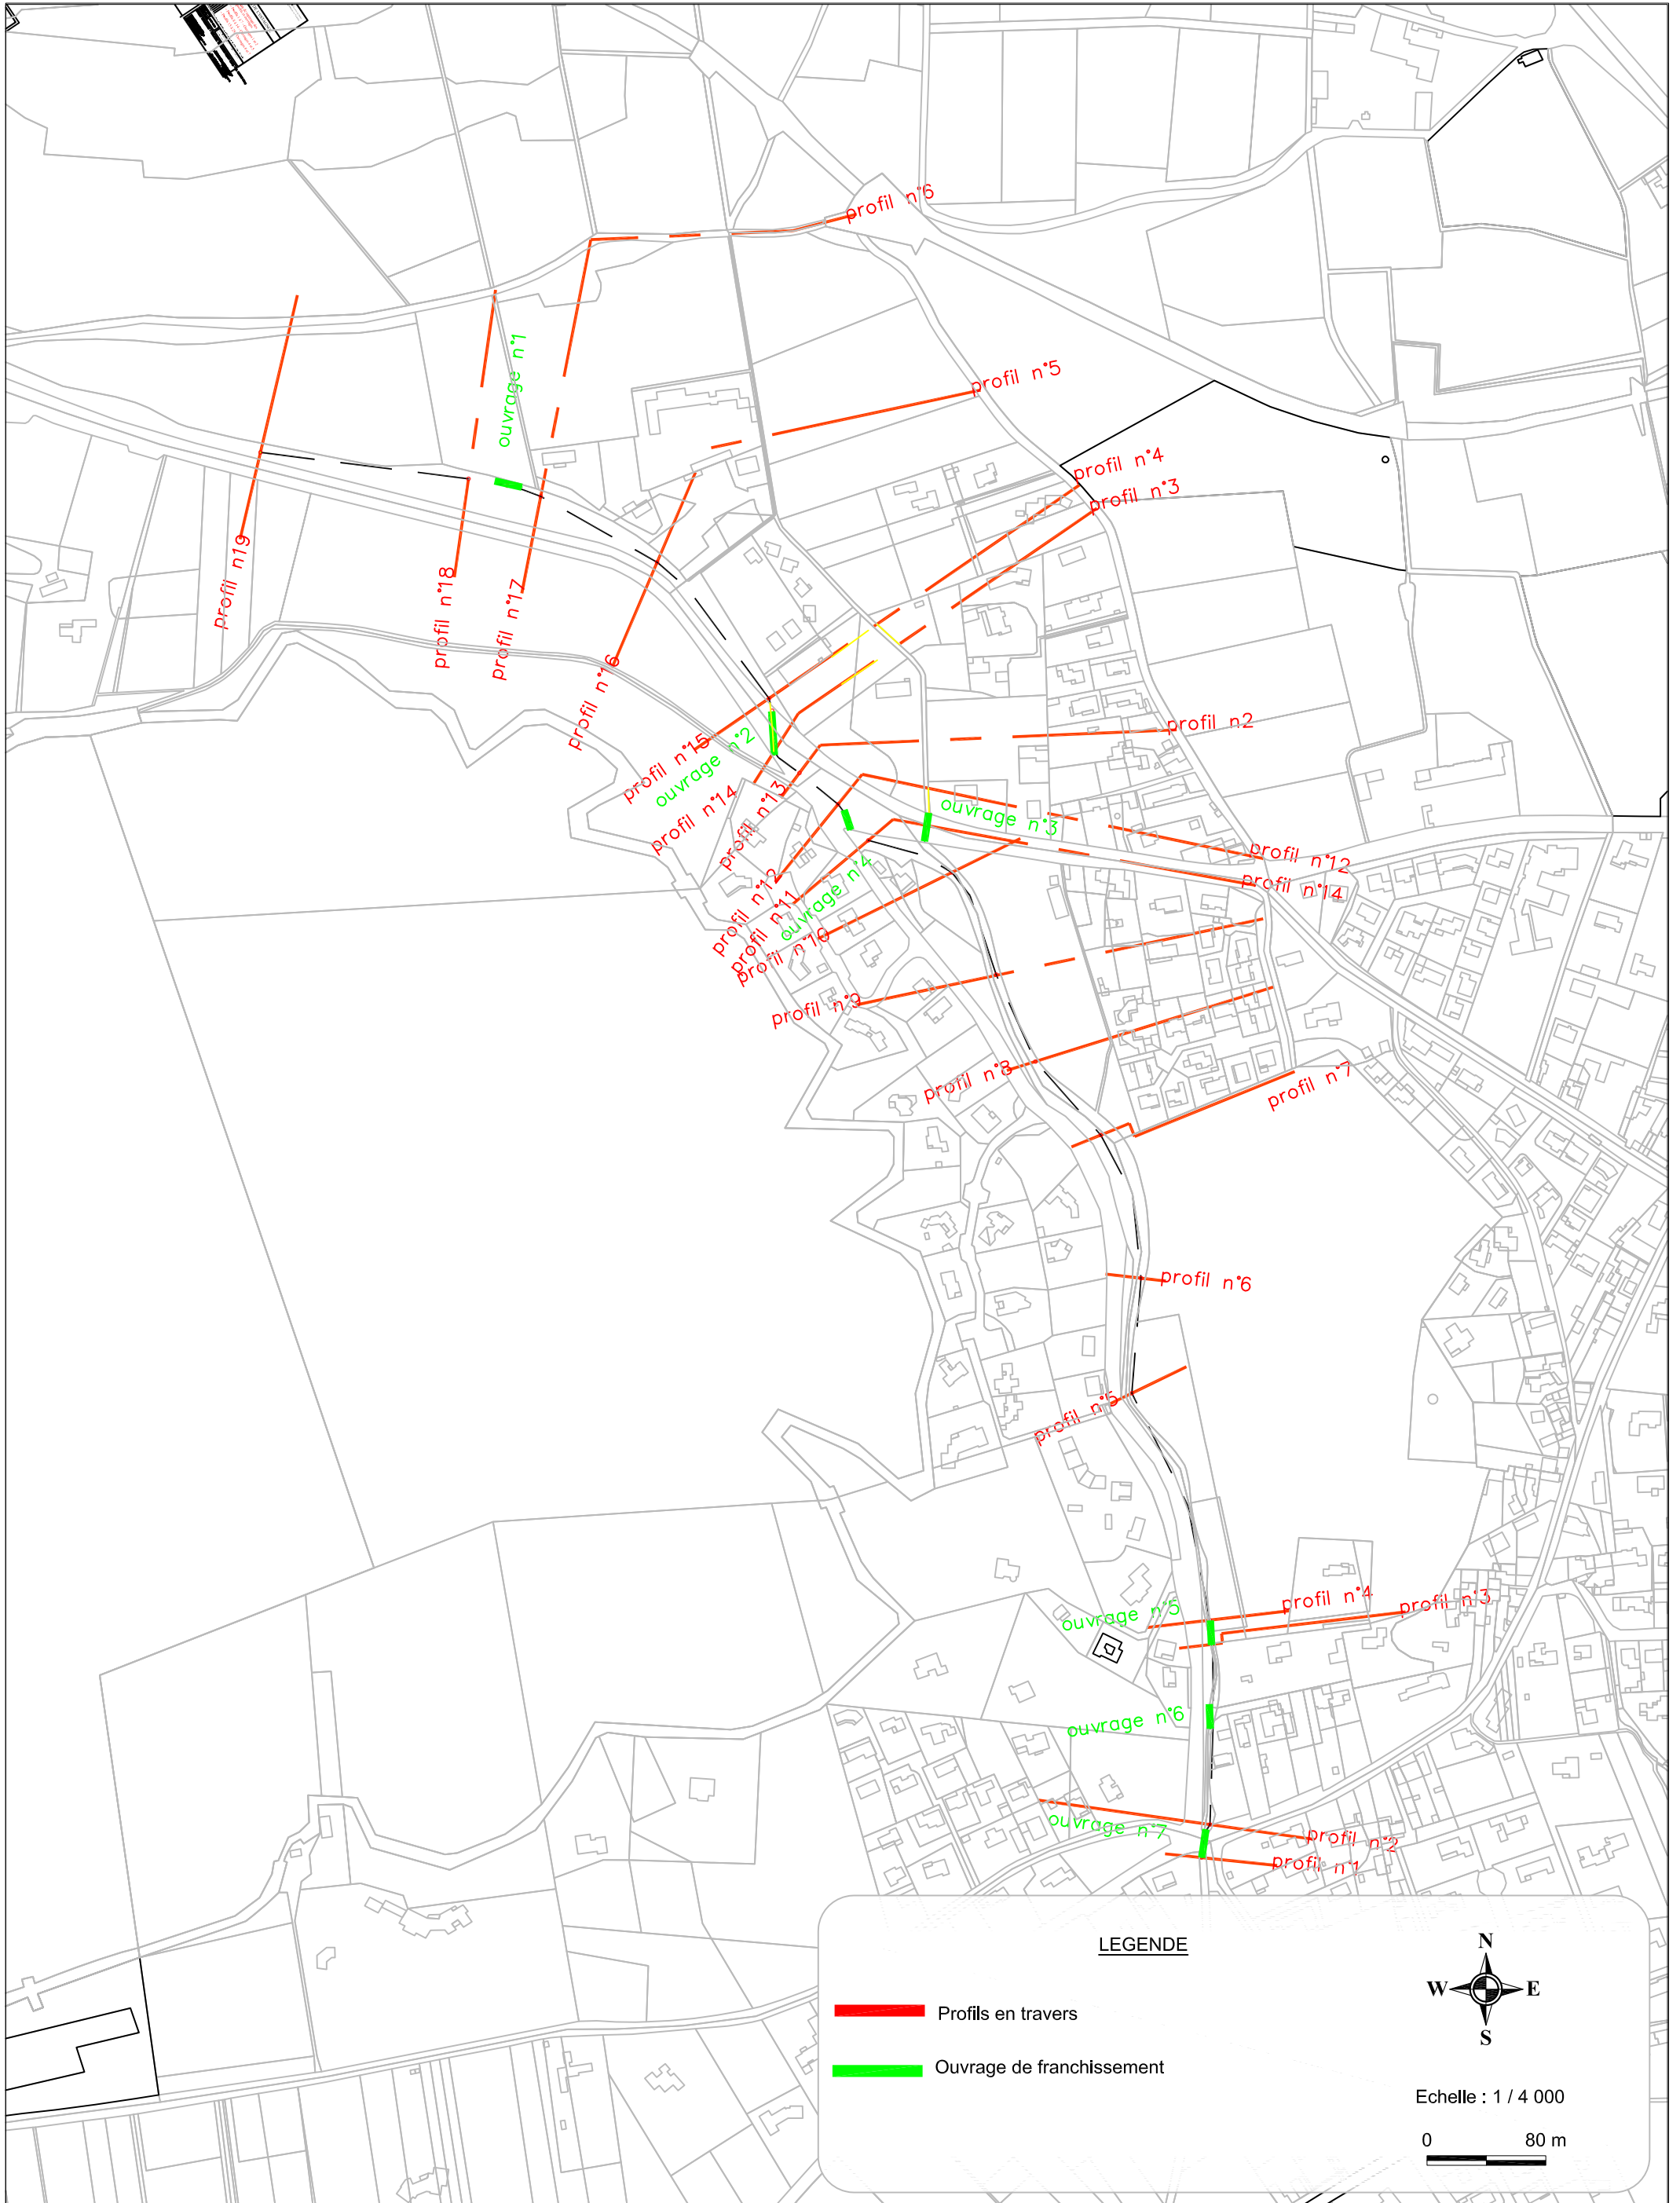 profil n°6
ouvrage n°1
profil n°5
profil n°4
profil n°3
profil n19
profil n°18
profil n°17
profil n°16
profil n°15
ouvrage n°2
profil n°14
profil n°13
profil n2
ouvrage n°3
profil n°12
profil n°14
profil n°12
profil n°11
ouvrage n°4
profil n°10
profil n°9
profil n°8
profil n°7
profil n°6
profil n°5
profil n°4
profil n°3
ouvrage n°5
ouvrage n°6
ouvrage n°7
profil n°2
profil n°1
LEGENDE
Profils en travers
Ouvrage de franchissement
N
W E
S
Echelle : 1 / 4 000
0 80 m